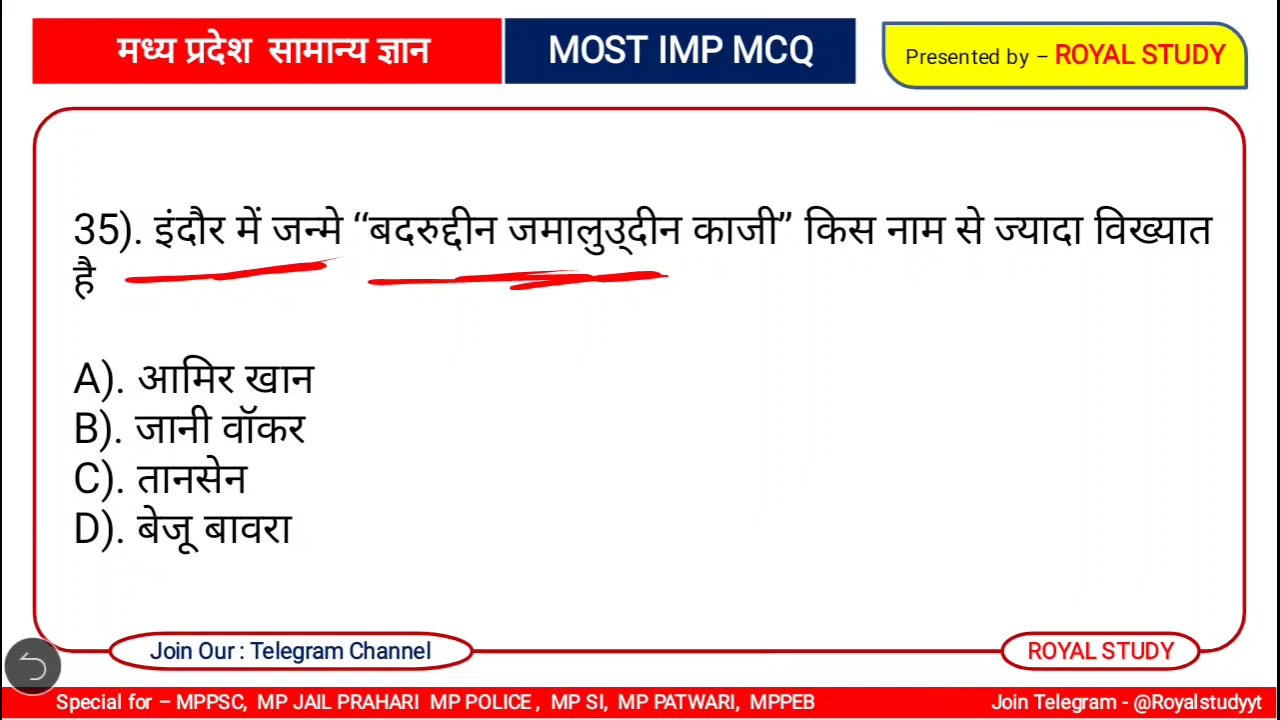 मध्य प्रदेश सामान्य ज्ञान
MOST IMP MCQ
Presented by – ROYAL STUDY
35). इंदौर में जन्मे “बदरुद्दीन जमालुउ्दीन काजी” किस नाम से ज्यादा विख्यात
है
A). आमिर खान
B). जानी वॉकर
C). तानसेन
D). बेजू बावरा
Join Our : Telegram Channel
ROYAL STUDY
Special for – MPPSC, MP JAIL PRAHARI MP POLICE , MP SI, MP PATWARI, MPPEB
Join Telegram - @Royalstudyyt